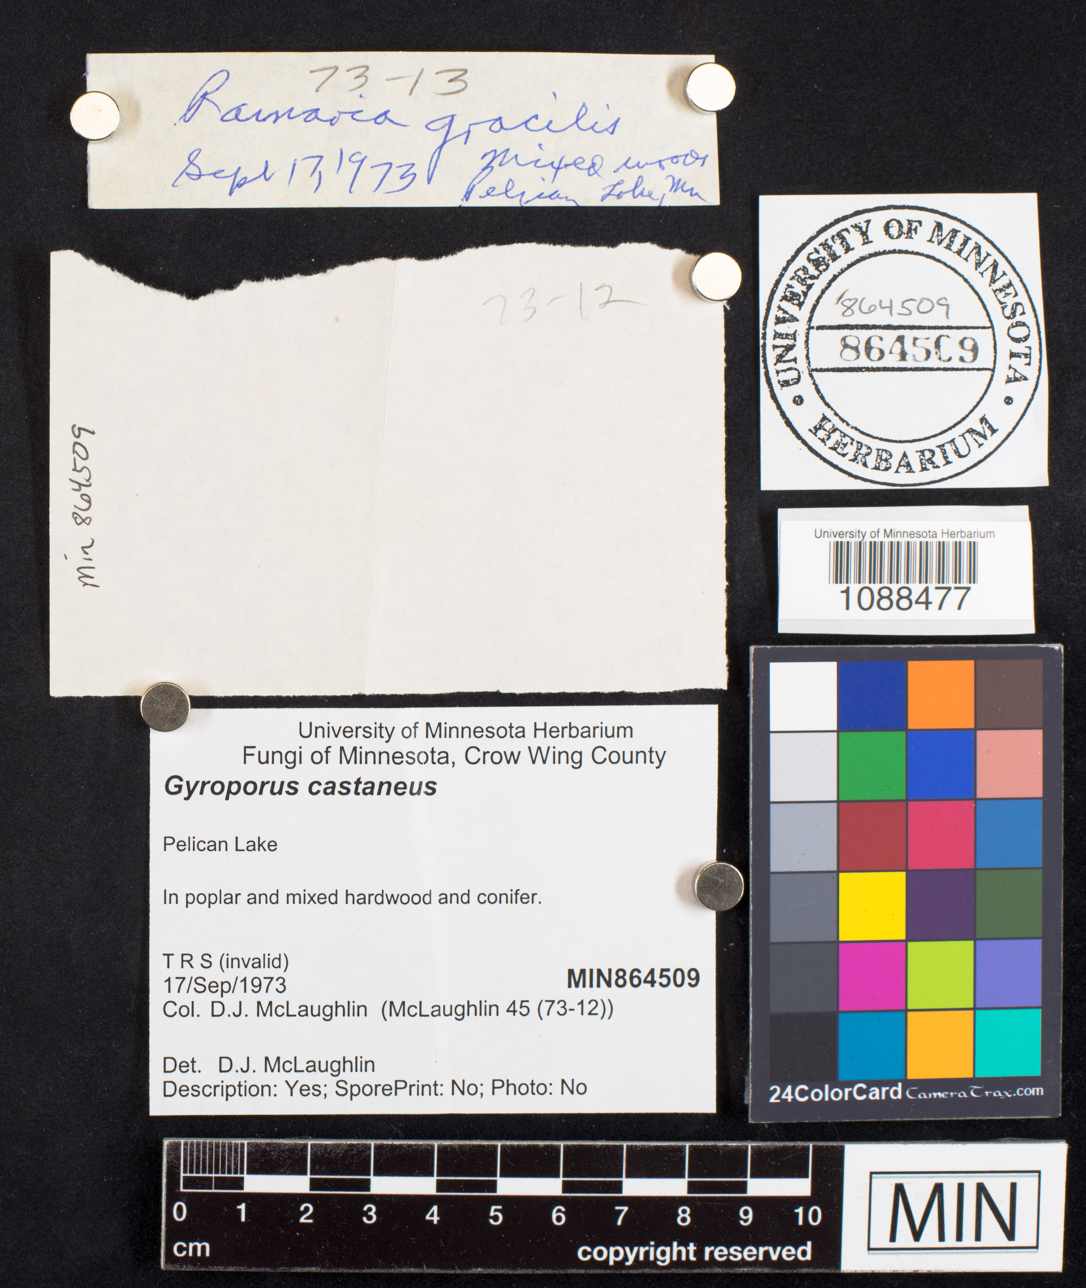 73-13
Ramaria gracilis
Sept 17, 1973 Mixed woods
Pelican Lake, Mn
73-12
Min 864509
UNIVERSITY OF MINNESOTA
864509
864509
• HERBARIUM •
University of Minnesota Herbarium
1088477
University of Minnesota Herbarium
Fungi of Minnesota, Crow Wing County
Gyroporus castaneus
Pelican Lake
In poplar and mixed hardwood and conifer.
T R S (invalid)
17/Sep/1973
MIN864509
Col. D.J. McLaughlin (McLaughlin 45 (73-12))
Det. D.J. McLaughlin
Description: Yes; SporePrint: No; Photo: No
24ColorCard CameraTrax.com
0 1 2 3 4 5 6 7 8 9 10
cm
copyright reserved
MIN